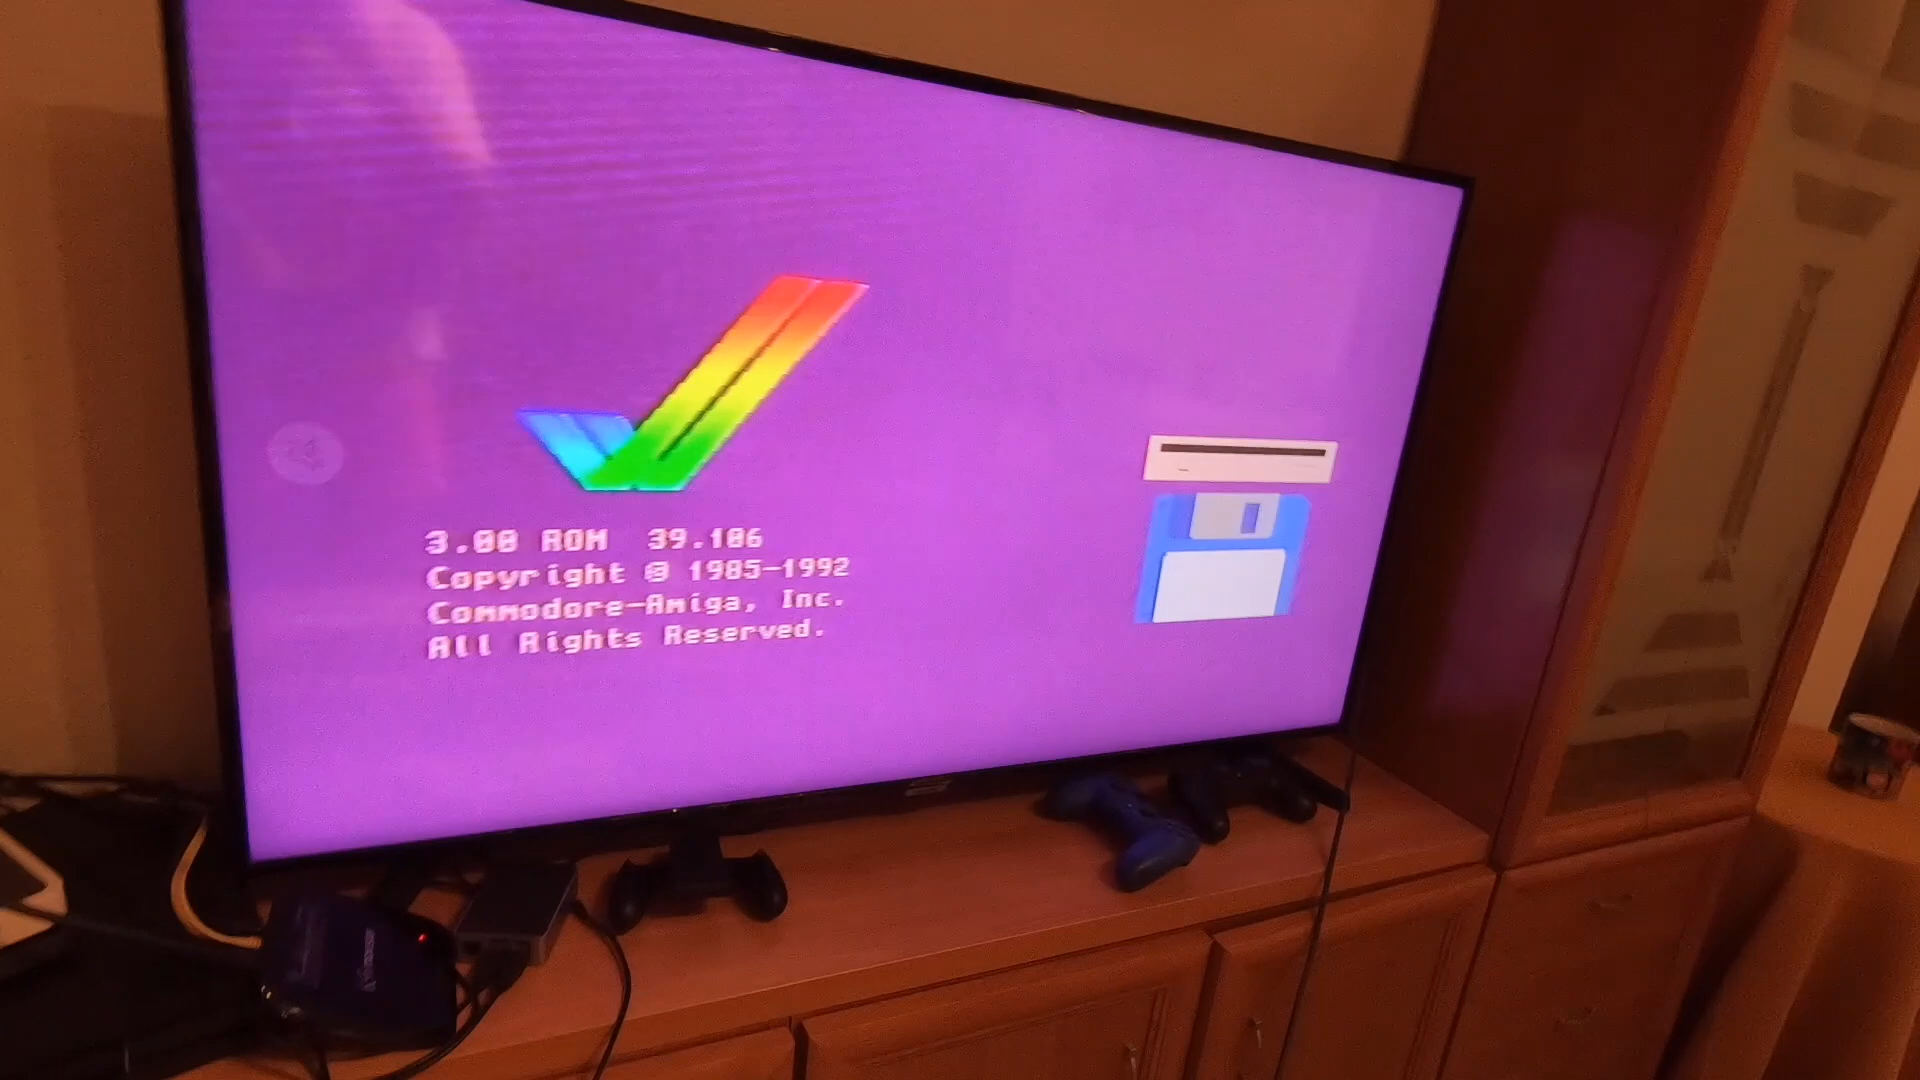 3.00 ROM 39.106
Copyright © 1985-1992
Commodore-Amiga, Inc.
All Rights Reserved.